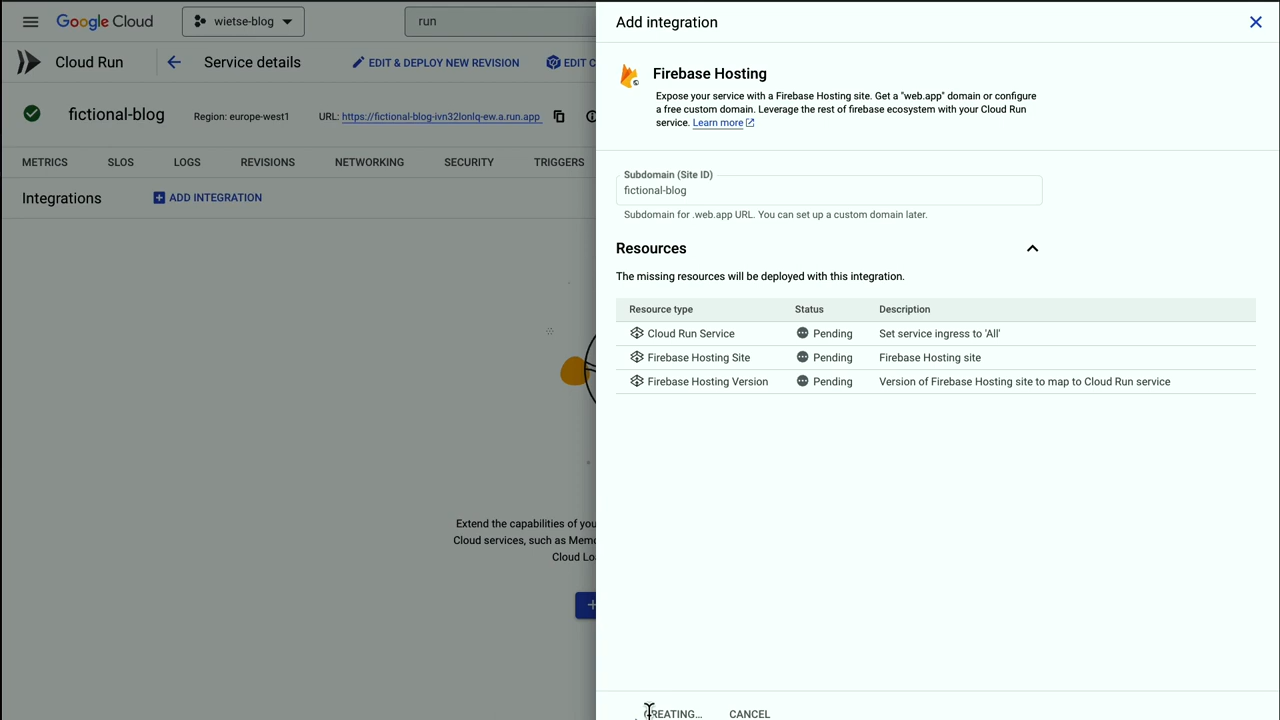 Google Cloud
wietse-blog
run
Cloud Run
Service details
EDIT & DEPLOY NEW REVISION
EDIT C
fictional-blog
Region: europe-west1
URL: https://fictional-blog-ivn32lonlq-ew.a.run.app
METRICS
SLOS
LOGS
REVISIONS
NETWORKING
SECURITY
TRIGGERS
Integrations
ADD INTEGRATION
Extend the capabilities of you
Cloud services, such as Memo
Cloud Lo
Add integration
Firebase Hosting
Expose your service with a Firebase Hosting site. Get a "web.app" domain or configure
a free custom domain. Leverage the rest of firebase ecosystem with your Cloud Run
service. Learn more
Subdomain (Site ID)
fictional-blog
Subdomain for .web.app URL. You can set up a custom domain later.
Resources
The missing resources will be deployed with this integration.
Resource type Status Description
Cloud Run Service Pending Set service ingress to 'All'
Firebase Hosting Site Pending Firebase Hosting site
Firebase Hosting Version Pending Version of Firebase Hosting site to map to Cloud Run service
CREATING...
CANCEL